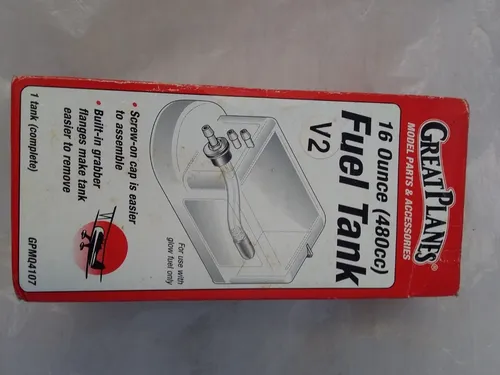 GREAT PLANES®
MODEL PARTS & ACCESSORIES
16 Ounce (480cc)
Fuel Tank
V2
For use with
glow fuel only
• Screw-on cap is easier
to assemble
• Built-in grabber
flanges make tank
easier to remove
1 tank (complete)
GPMQ4107